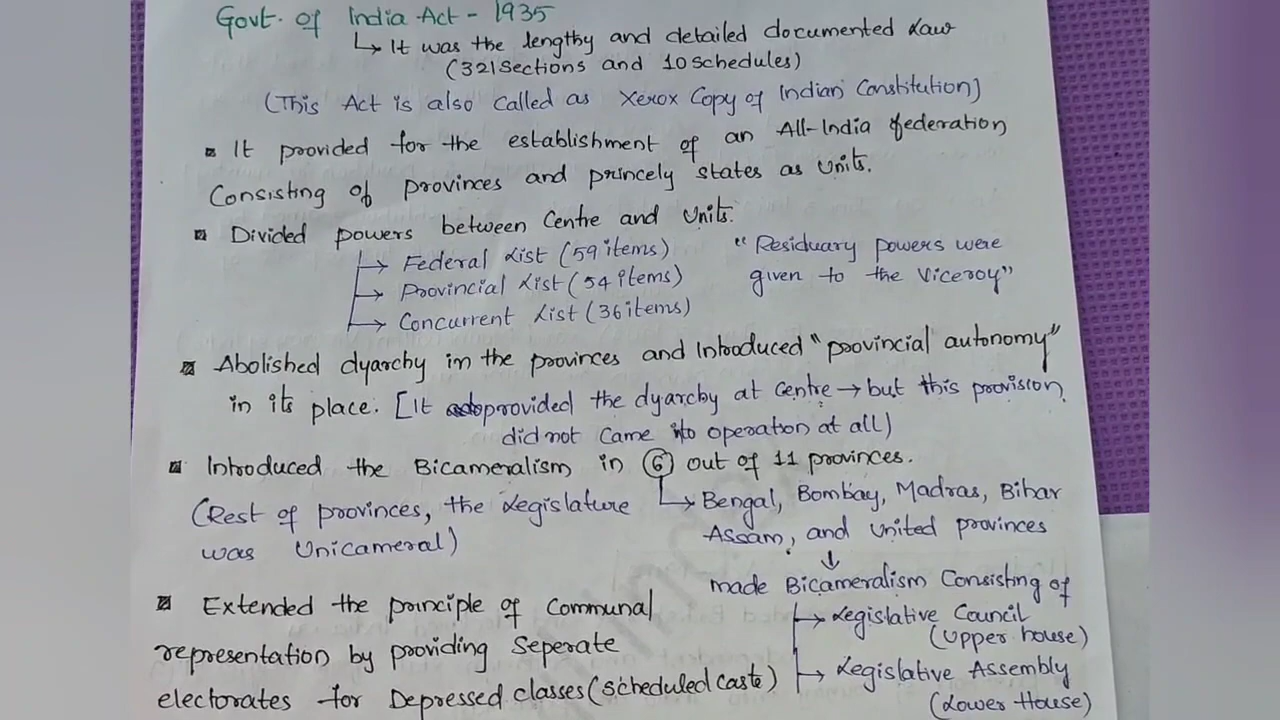 Govt. of India Act - 1935
↳ It was the lengthy and detailed documented Law
(321 Sections and 10 schedules)
(This Act is also called as Xerox Copy of Indian Constitution)
It provided for the establishment of an All-India federation
Consisting of provinces and princely states as Units.
Divided powers between Centre and Units.
→ Federal List (59 items)
→ Provincial List (54 items)
→ Concurrent List (36 items)
"Residuary powers were
given to the Viceroy"
Abolished dyarchy in the provinces and Introduced "provincial autonomy"
in its place. [It provided the dyarchy at Centre → but this provision
did not came into operation at all)
Introduced the Bicameralism in 6 out of 11 provinces.
(Rest of provinces, the Legislature
was Unicameral)
↳ Bengal, Bombay, Madras, Bihar
Assam, and United provinces
↓
made Bicameralism Consisting of
→ Legislative Council
(Upper house)
→ Legislative Assembly
(Lower House)
Extended the principle of Communal
representation by providing Seperate
electorates for Depressed classes (Scheduled caste)